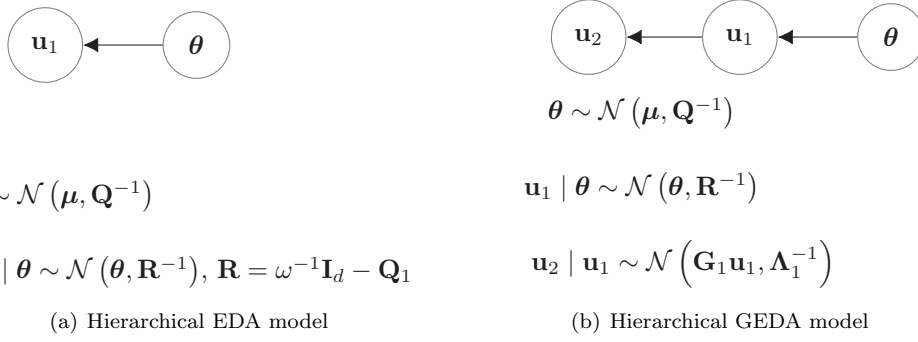 u₁ θ
∼ 𝒩 (μ, Q⁻¹)
| θ ∼ 𝒩 (θ, R⁻¹), R = ω⁻¹I_d − Q₁
(a) Hierarchical EDA model
u₂ u₁ θ
θ ∼ 𝒩 (μ, Q⁻¹)
u₁ | θ ∼ 𝒩 (θ, R⁻¹)
u₂ | u₁ ∼ 𝒩 (G₁u₁, Λ₁⁻¹)
(b) Hierarchical GEDA model